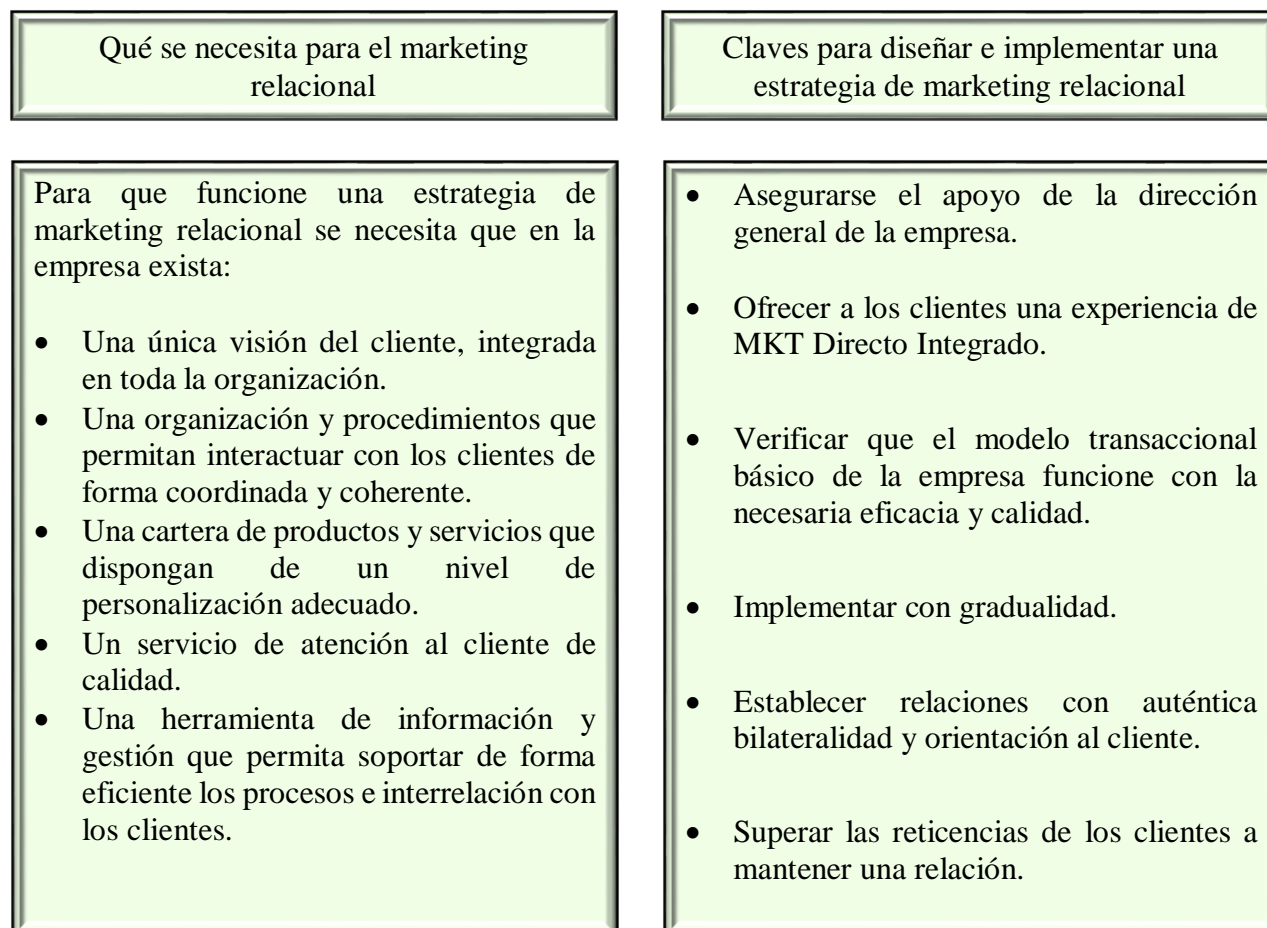 Qué se necesita para el marketing
relacional
Para que funcione una estrategia de
marketing relacional se necesita que en la
empresa exista:
• Una única visión del cliente, integrada
en toda la organización.
• Una organización y procedimientos que
permitan interactuar con los clientes de
forma coordinada y coherente.
• Una cartera de productos y servicios que
dispongan de un nivel de
personalización adecuado.
• Un servicio de atención al cliente de
calidad.
• Una herramienta de información y
gestión que permita soportar de forma
eficiente los procesos e interrelación con
los clientes.
Claves para diseñar e implementar una
estrategia de marketing relacional
• Asegurarse el apoyo de la dirección
general de la empresa.
• Ofrecer a los clientes una experiencia de
MKT Directo Integrado.
• Verificar que el modelo transaccional
básico de la empresa funcione con la
necesaria eficacia y calidad.
• Implementar con gradualidad.
• Establecer relaciones con auténtica
bilateralidad y orientación al cliente.
• Superar las reticencias de los clientes a
mantener una relación.